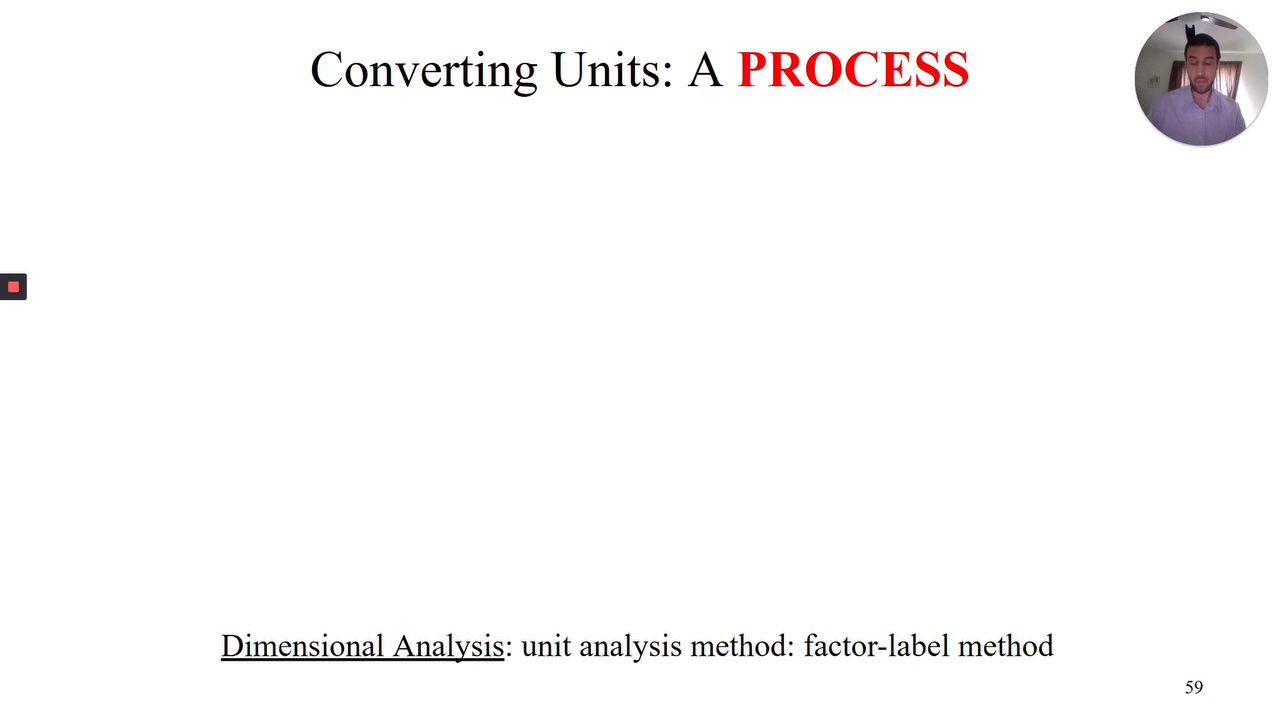 Converting Units: A PROCESS
Dimensional Analysis: unit analysis method: factor-label method
59